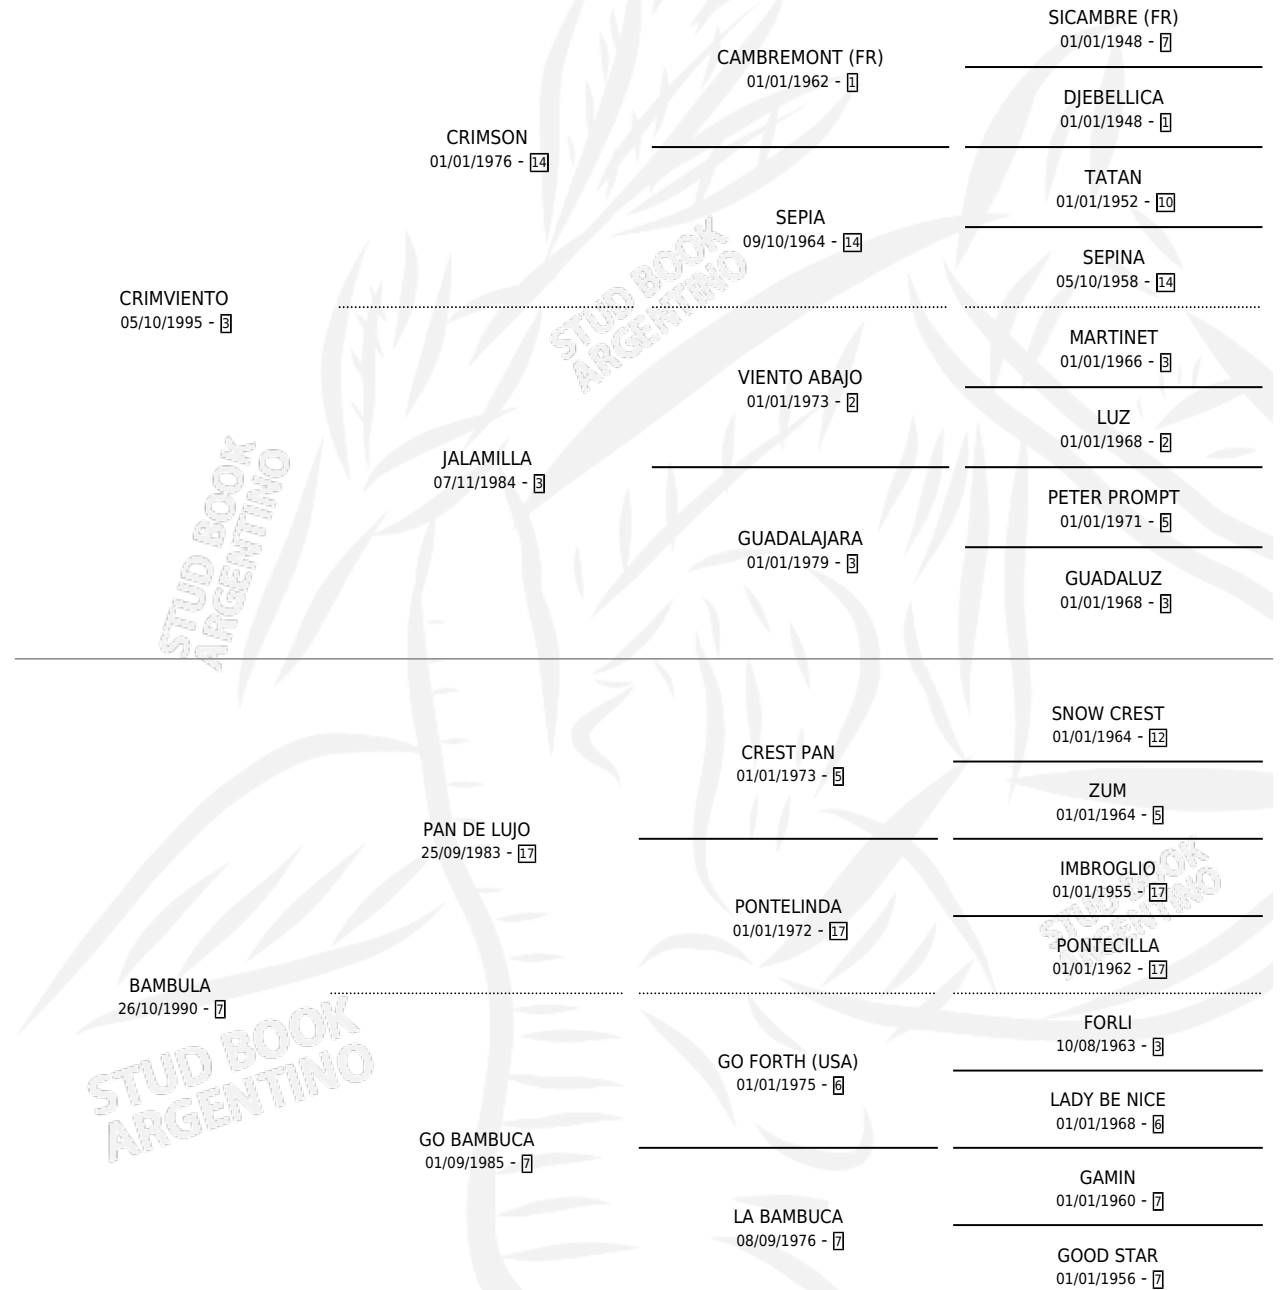 SICAMBRE (FR)
01/01/1948 - 7
CAMBREMONT (FR)
01/01/1962 - 1
DJEBELLICA
01/01/1948 - 1
CRIMSON
01/01/1976 - 14
TATAN
01/01/1952 - 10
SEPIA
09/10/1964 - 14
SEPINA
05/10/1958 - 14
CRIMVIENTO
05/10/1995 - 3
MARTINET
01/01/1966 - 3
VIENTO ABAJO
01/01/1973 - 2
LUZ
01/01/1968 - 2
JALAMILLA
07/11/1984 - 3
PETER PROMPT
01/01/1971 - 5
GUADALAJARA
01/01/1979 - 3
GUADALUZ
01/01/1968 - 3
SNOW CREST
01/01/1964 - 12
CREST PAN
01/01/1973 - 5
ZUM
01/01/1964 - 5
PAN DE LUJO
25/09/1983 - 17
IMBROGLIO
01/01/1955 - 17
PONTELINDA
01/01/1972 - 17
PONTECILLA
01/01/1962 - 17
BAMBULA
26/10/1990 - 7
FORLI
10/08/1963 - 3
GO FORTH (USA)
01/01/1975 - 6
LADY BE NICE
01/01/1968 - 6
GO BAMBUCA
01/09/1985 - 7
GAMIN
01/01/1960 - 7
LA BAMBUCA
08/09/1976 - 7
GOOD STAR
01/01/1956 - 7
STUD BOOK
ARGENTINO
STUD BOOK
ARGENTINO
STUD BOOK
ARGENTINO
STUD BOOK
ARGENTINO